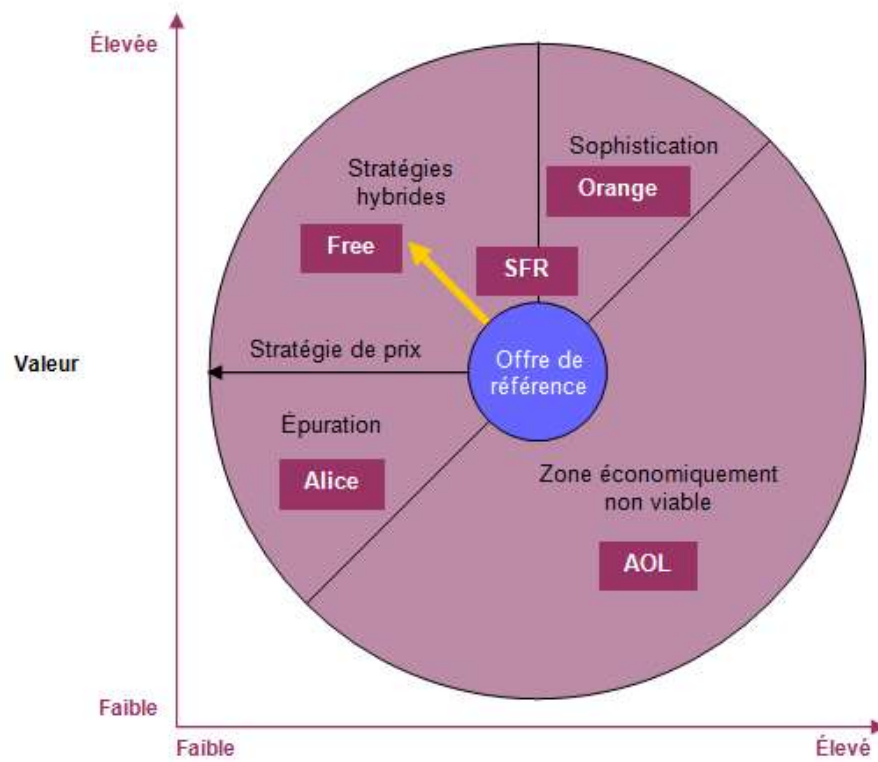 Élevée
Sophistication
Orange
Stratégies
hybrides
Free
SFR
Valeur
Stratégie de prix
Offre de
référence
Épuration
Alice
Zone économiquement
non viable
AOL
Faible
Faible
Élevé